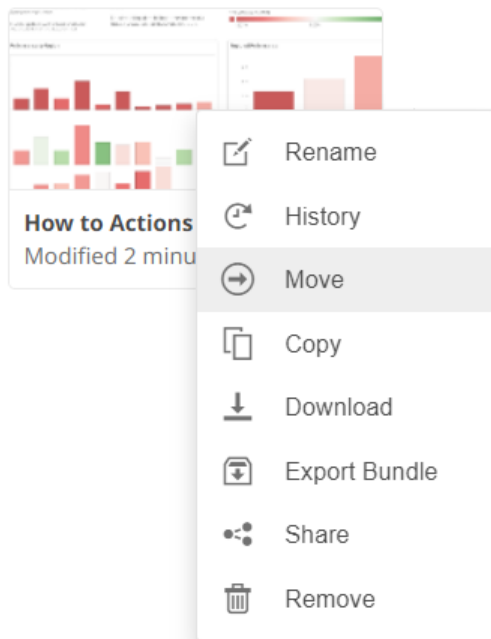 How to Actions
Modified 2 minu
Rename
History
Move
Copy
Download
Export Bundle
Share
Remove